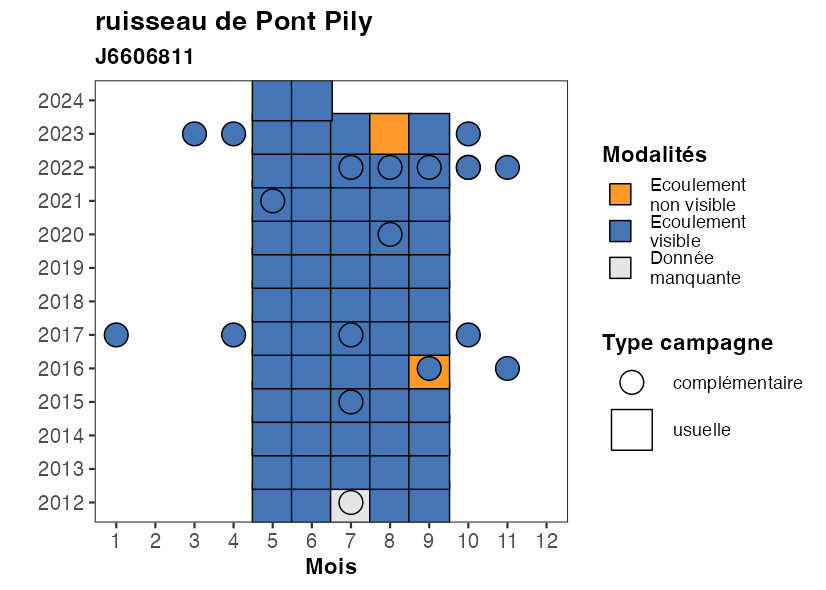 ruisseau de Pont Pily
J6606811
2024
2023
2022
2021
2020
2019
2018
2017
2016
2015
2014
2013
2012
1 2 3 4 5 6 7 8 9 10 11 12
Mois
Modalités
Ecoulement
non visible
Ecoulement
visible
Donnée
manquante
Type campagne
complémentaire
usuelle